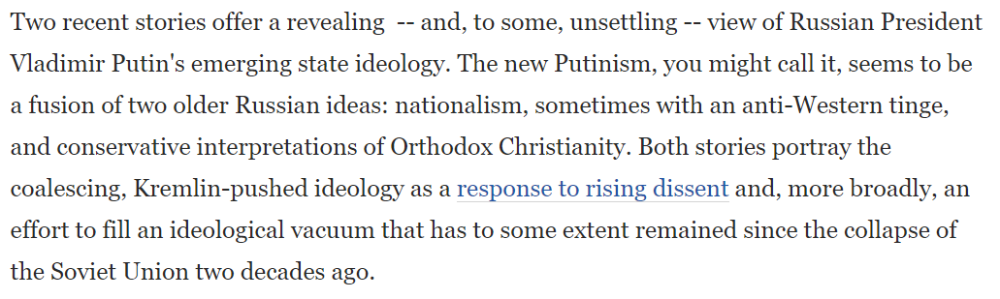 Two recent stories offer a revealing  -- and, to some, unsettling -- view of Russian President
Vladimir Putin's emerging state ideology. The new Putinism, you might call it, seems to be
a fusion of two older Russian ideas: nationalism, sometimes with an anti-Western tinge,
and conservative interpretations of Orthodox Christianity. Both stories portray the
coalescing, Kremlin-pushed ideology as a response to rising dissent and, more broadly, an
effort to fill an ideological vacuum that has to some extent remained since the collapse of
the Soviet Union two decades ago.